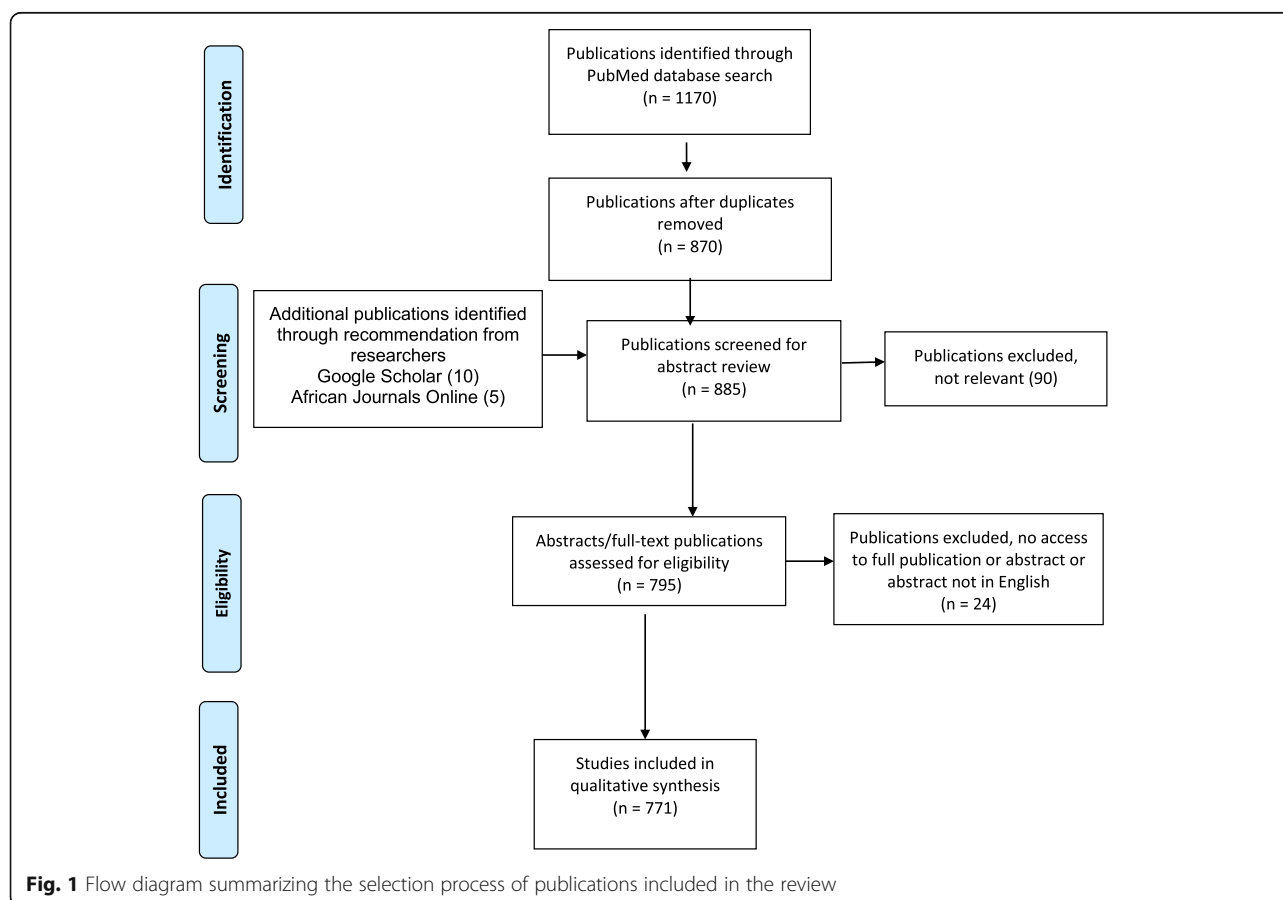 Identification
Publications identified through
PubMed database search
(n = 1170)
Publications after duplicates
removed
(n = 870)
Screening
Additional publications identified
through recommendation from
researchers
Google Scholar (10)
African Journals Online (5)
Publications screened for
abstract review
(n = 885)
Publications excluded,
not relevant (90)
Eligibility
Abstracts/full-text publications
assessed for eligibility
(n = 795)
Publications excluded, no access
to full publication or abstract or
abstract not in English
(n = 24)
Included
Studies included in
qualitative synthesis
(n = 771)
Fig. 1 Flow diagram summarizing the selection process of publications included in the review